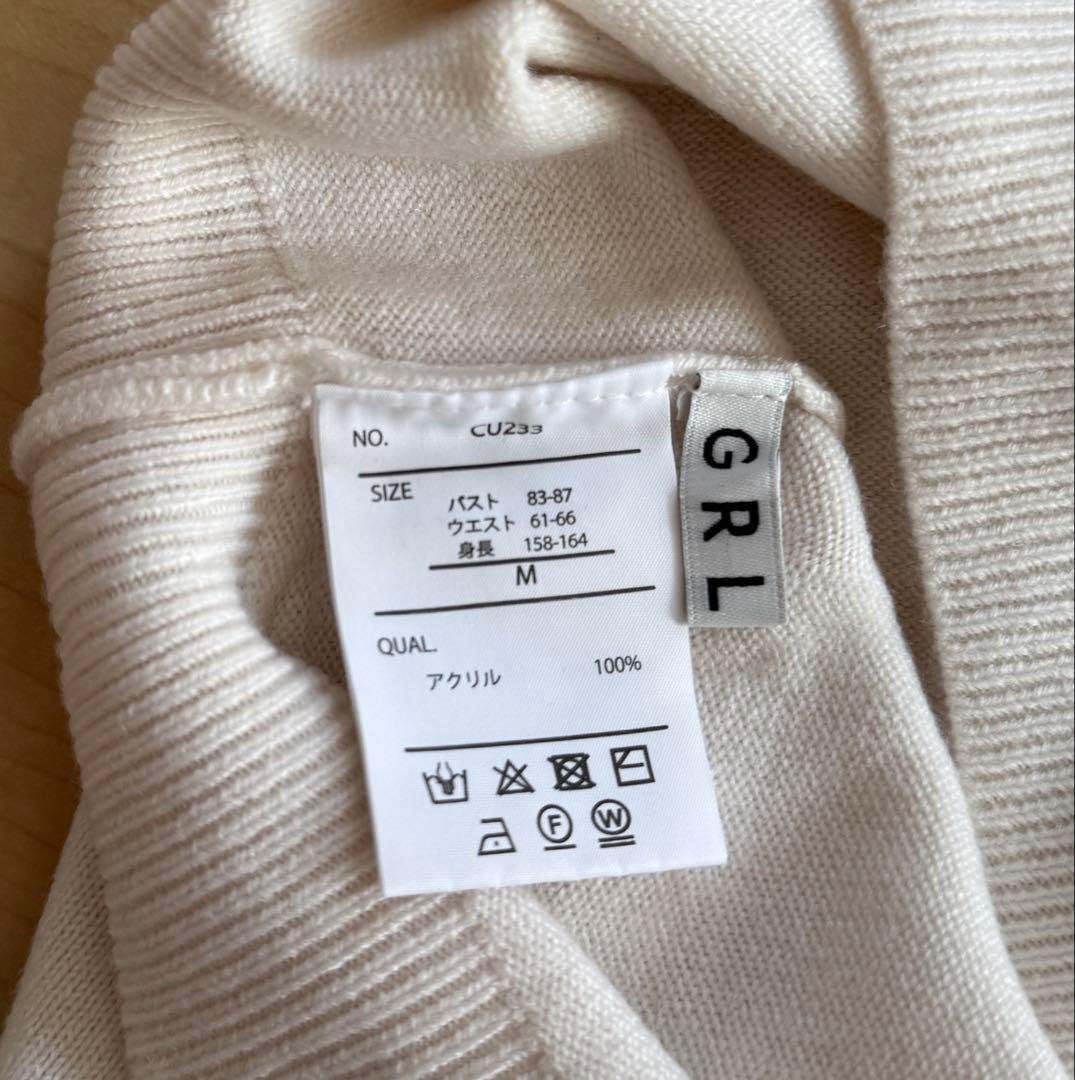 NO. CU233
SIZE
バスト 83-87
ウエスト 61-66
身長 158-164
M
QUAL.
アクリル 100%
F W
GRL